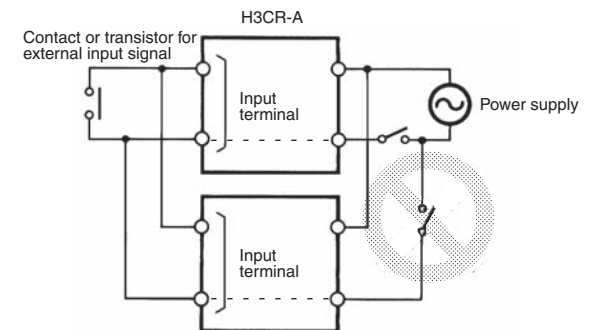 H3CR-A
Contact or transistor for
external input signal
Input
terminal
Power supply
Input
terminal